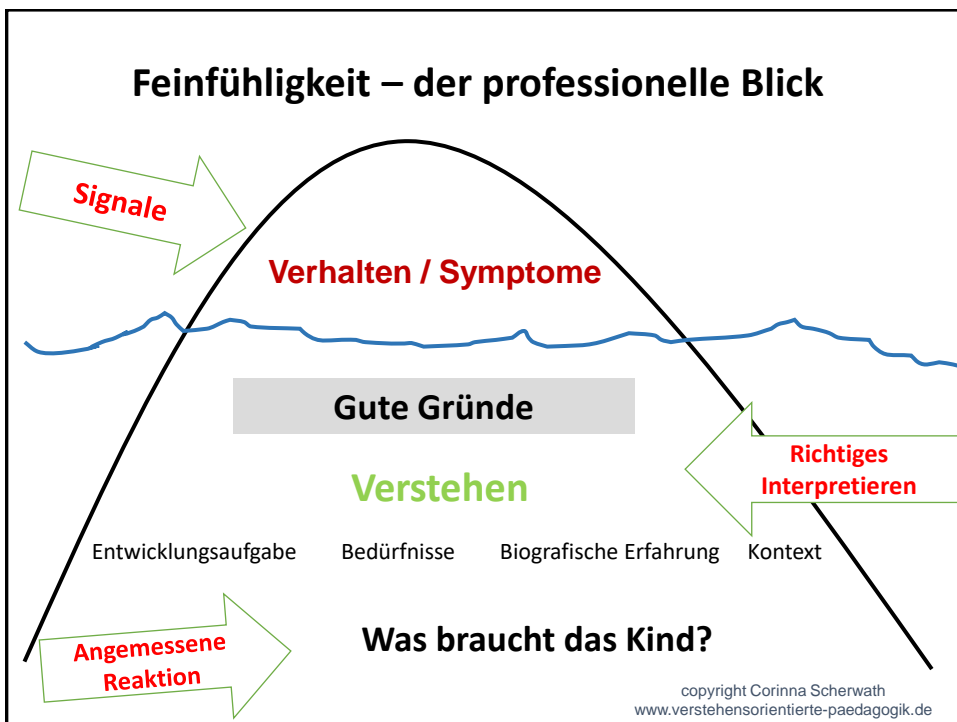 Feinfühligkeit – der professionelle Blick
Signale
Verhalten / Symptome
Gute Gründe
Richtiges
Interpretieren
Verstehen
Entwicklungsaufgabe Bedürfnisse Biografische Erfahrung Kontext
Was braucht das Kind?
Angemessene
Reaktion
copyright Corinna Scherwath
www.verstehensorientierte-paedagogik.de